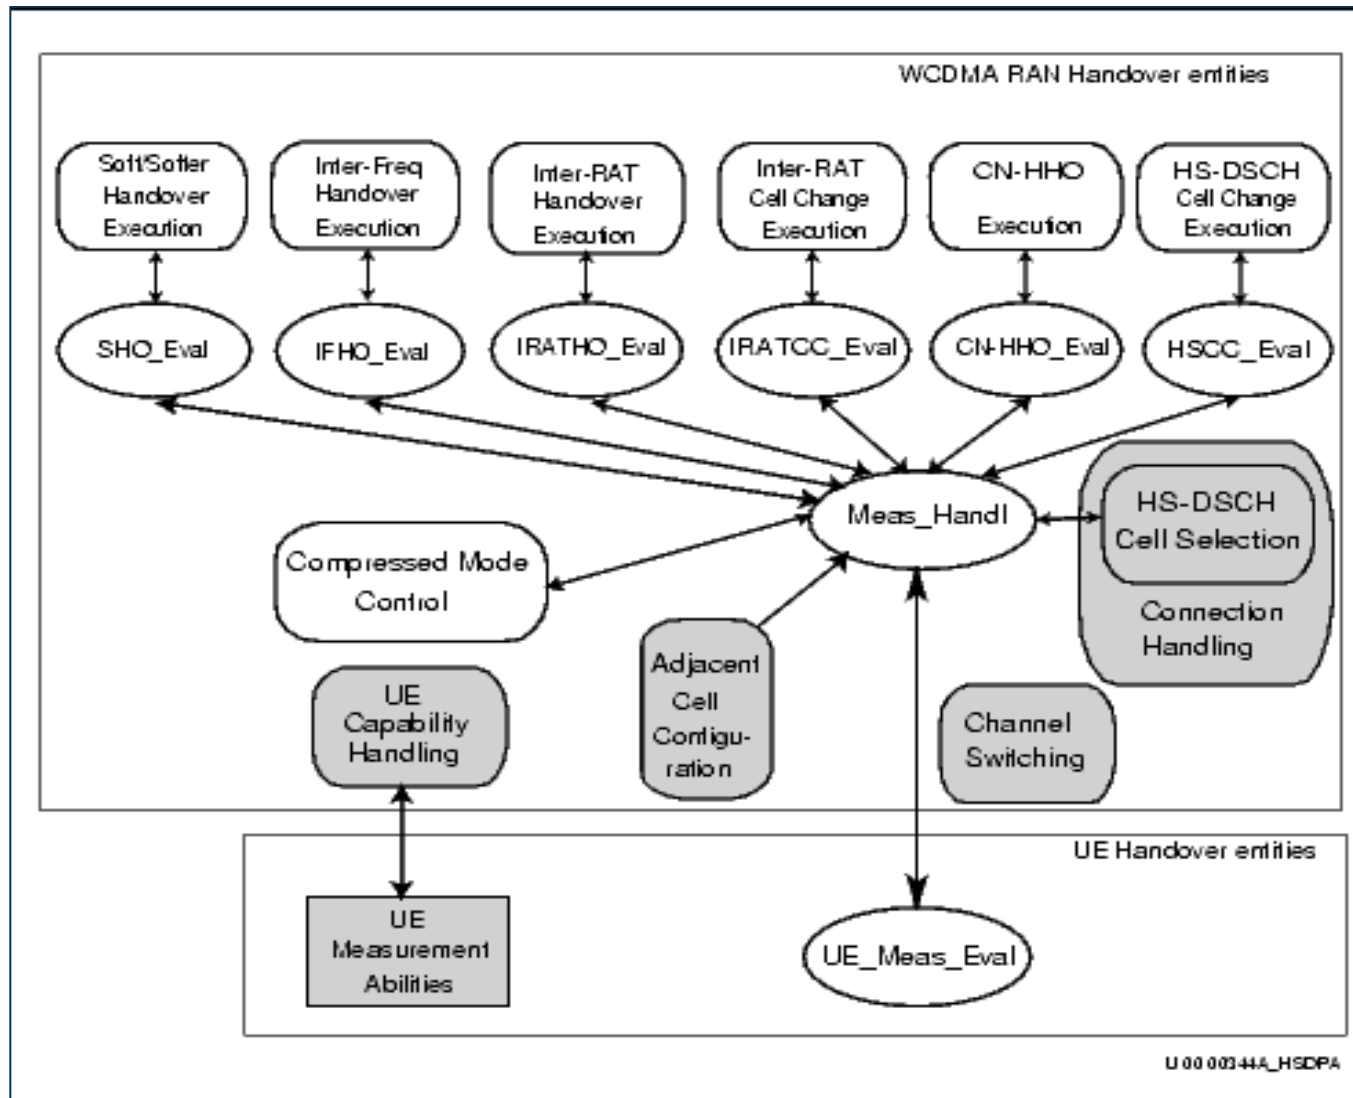 WCDMA RAN Handover entities
Soft/Softer
Handover
Execution
Inter-Freq
Handover
Execution
Inter-RAT
Handover
Execution
Inter-RAT
Cell Change
Execution
CN-HHO
Execution
HS-DSCH
Cell Change
Execution
SHO_Eval
IFHO_Eval
IRATHO_Eval
IRATCC_Eval
CN-HHO_Eval
HSCC_Eval
Meas_Handl
HS-DSCH
Cell Selection
Connection
Handling
Compressed Mode
Control
UE
Capability
Handling
Adjacent
Cell
Configu-
ration
Channel
Switching
UE Handover entities
UE
Measurement
Abilities
UE_Meas_Eval
U0000344A_HSDPA